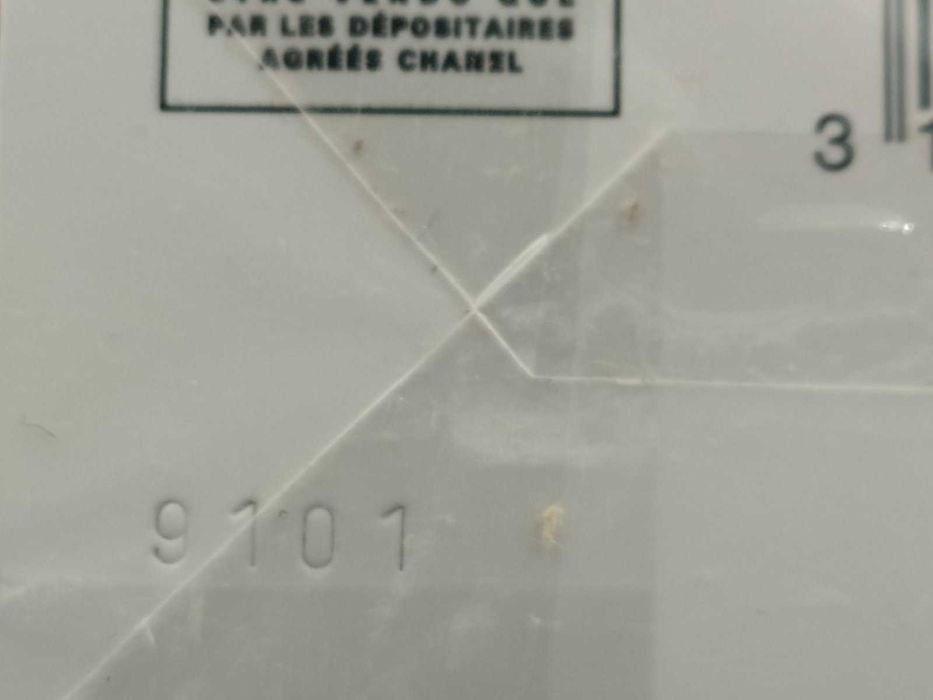 PAR LES DÉPOSITAIRES
AGRÉÉS CHANEL
3
9101